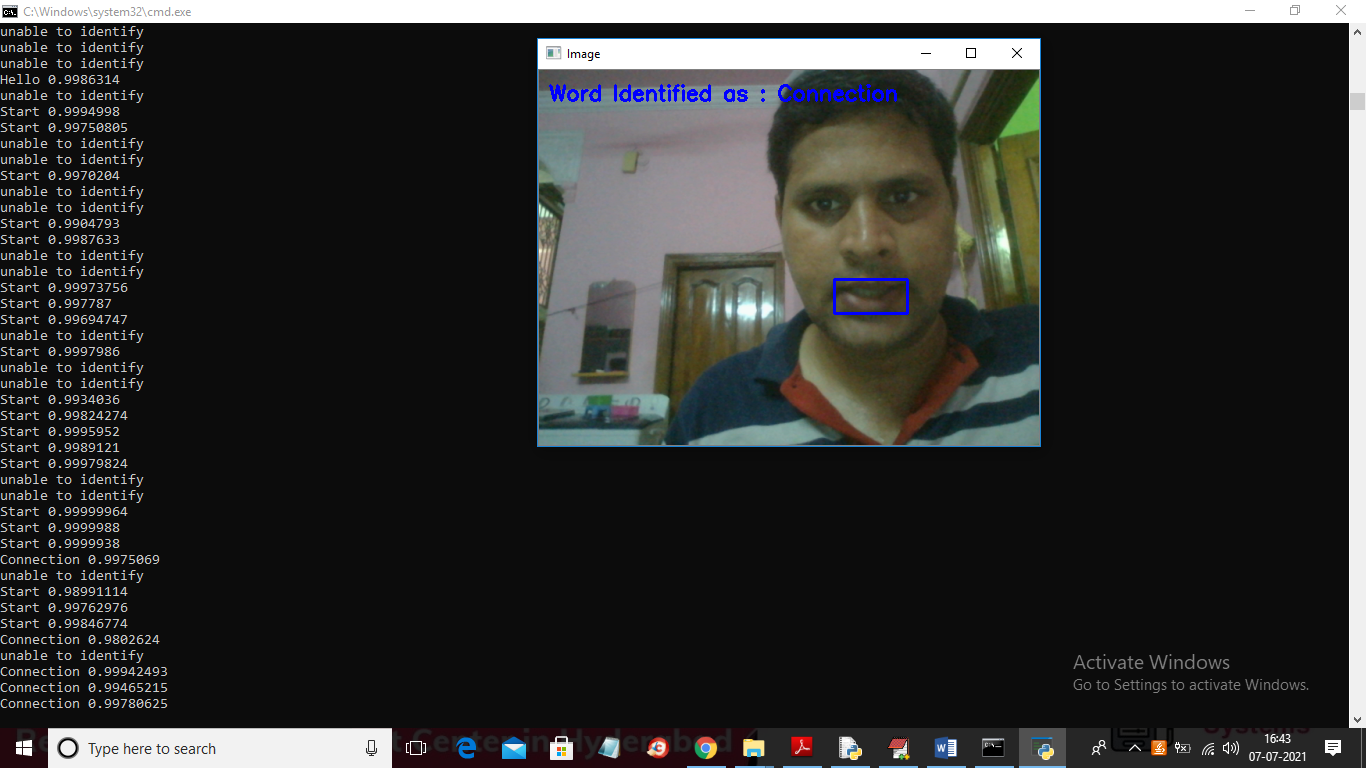 C:\Windows\system32\cmd.exe
unable to identify
unable to identify
unable to identify
Hello 0.9986314
unable to identify
Start 0.9994998
Start 0.99750805
unable to identify
unable to identify
Start 0.9970204
unable to identify
unable to identify
Start 0.9904793
Start 0.9987633
unable to identify
unable to identify
Start 0.99973756
Start 0.997787
Start 0.99694747
unable to identify
Start 0.9997986
unable to identify
unable to identify
Start 0.9934036
Start 0.99824274
Start 0.9995952
Start 0.9989121
Start 0.99979824
unable to identify
unable to identify
Start 0.99999964
Start 0.9999988
Start 0.9999938
Connection 0.9975069
unable to identify
Start 0.98991114
Start 0.99762976
Start 0.99846774
Connection 0.9802624
unable to identify
Connection 0.99942493
Connection 0.99465215
Connection 0.99780625
Image
Word Identified as : Connection
Activate Windows
Go to Settings to activate Windows.
Type here to search
16:43
07-07-2021